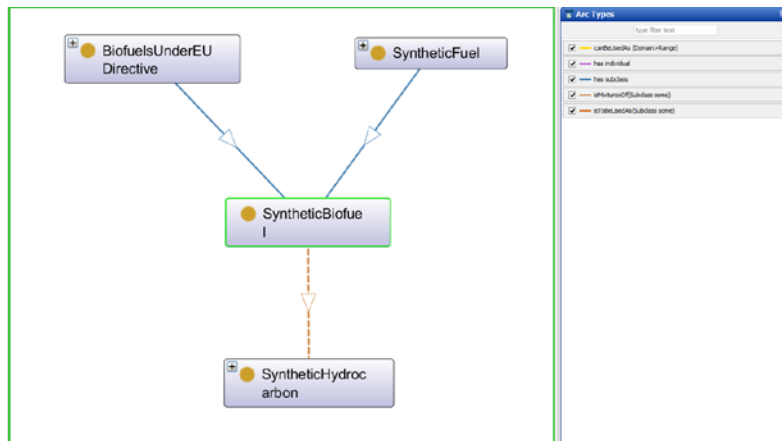 BiofuelsUnderEU
Directive
SyntheticFuel
SyntheticBiofue
l
SyntheticHydroc
arbon
Arc Types
type filter text
canBeUsedAs (Domain>Range)
has individual
has subclass
isMixtureOf(Subclass some)
isToBeUsedAs(Subclass some)